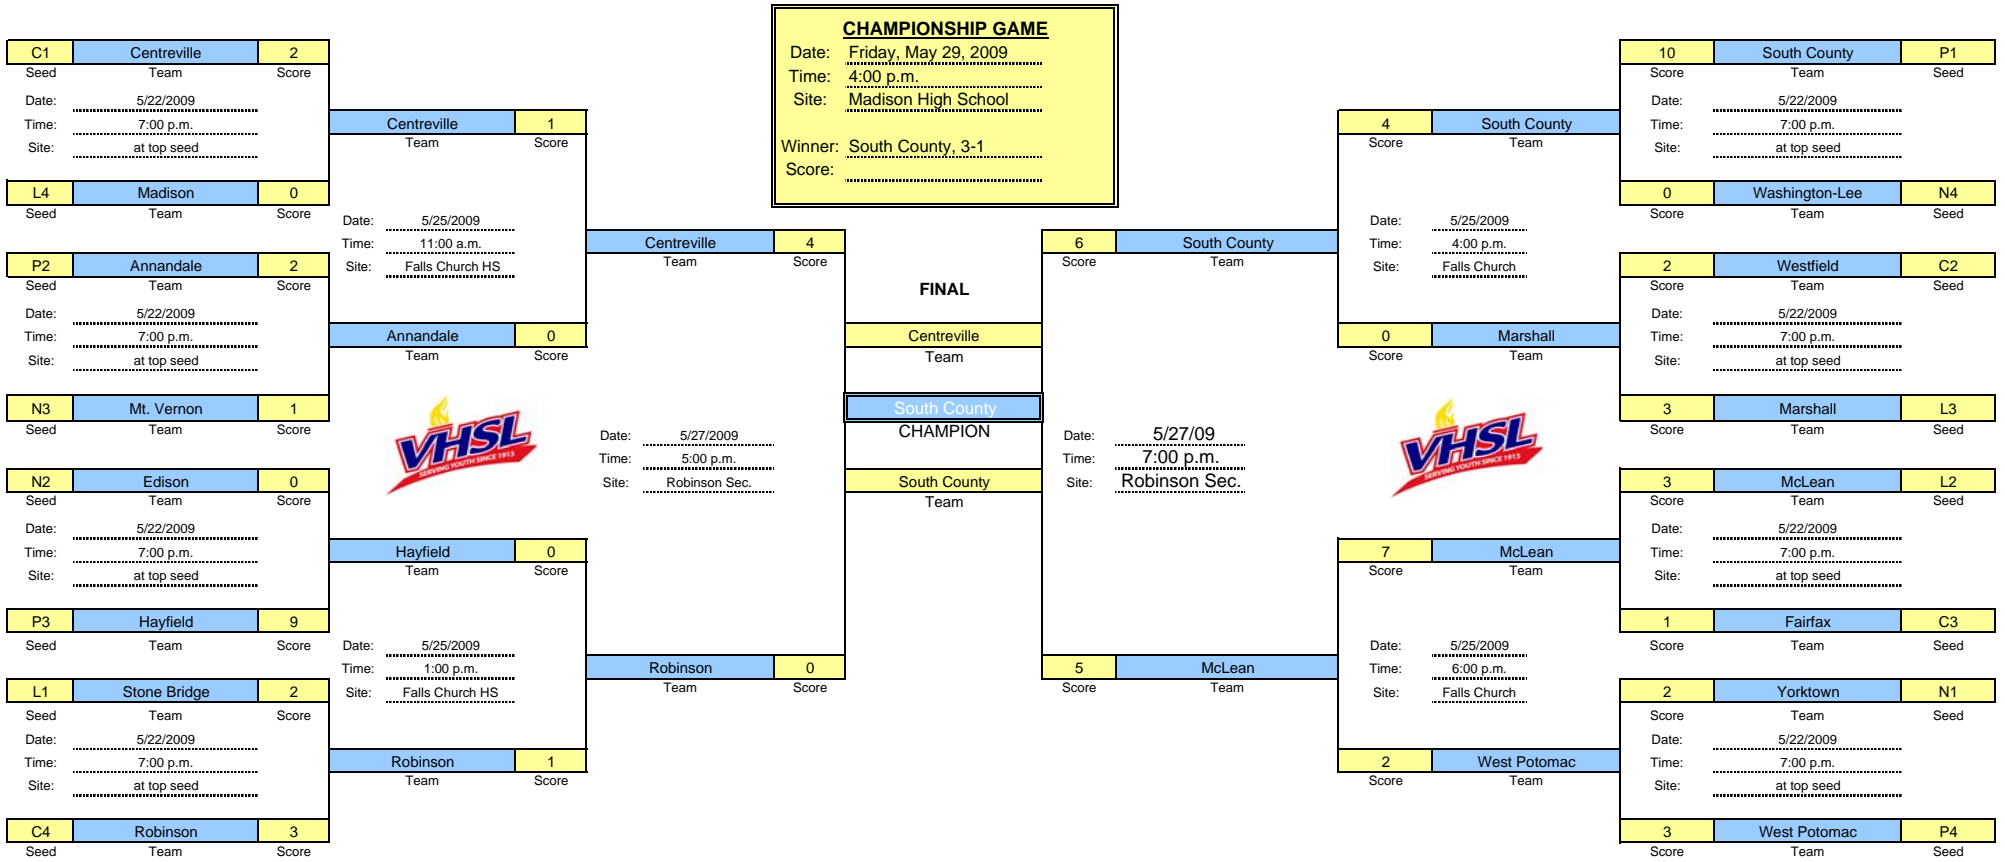 CHAMPIONSHIP GAME
Date: Friday, May 29, 2009
Time: 4:00 p.m.
Site: Madison High School
Winner: South County, 3-1
Score:
C1 Centreville 2
Seed Team Score
Date: 5/22/2009
Time: 7:00 p.m.
Site: at top seed
L4 Madison 0
Seed Team Score
P2 Annandale 2
Seed Team Score
Date: 5/22/2009
Time: 7:00 p.m.
Site: at top seed
N3 Mt. Vernon 1
Seed Team Score
N2 Edison 0
Seed Team Score
Date: 5/22/2009
Time: 7:00 p.m.
Site: at top seed
P3 Hayfield 9
Seed Team Score
L1 Stone Bridge 2
Seed Team Score
Date: 5/22/2009
Time: 7:00 p.m.
Site: at top seed
C4 Robinson 3
Seed Team Score
Centreville 1
Team Score
Date: 5/25/2009
Time: 11:00 a.m.
Site: Falls Church HS
Annandale 0
Team Score
VHSL
SERVING YOUTH SINCE 1913
Hayfield 0
Team Score
Date: 5/25/2009
Time: 1:00 p.m.
Site: Falls Church HS
Robinson 1
Team Score
Centreville 4
Team Score
Date: 5/27/2009
Time: 5:00 p.m.
Site: Robinson Sec.
Robinson 0
Team Score
FINAL
Centreville
Team
South County
CHAMPION
South County
Team
6 South County
Score Team
Date: 5/27/09
Time: 7:00 p.m.
Site: Robinson Sec.
5 McLean
Score Team
4 South County
Score Team
Date: 5/25/2009
Time: 4:00 p.m.
Site: Falls Church
0 Marshall
Score Team
VHSL
SERVING YOUTH SINCE 1913
7 McLean
Score Team
Date: 5/25/2009
Time: 6:00 p.m.
Site: Falls Church
2 West Potomac
Score Team
10 South County P1
Score Team Seed
Date: 5/22/2009
Time: 7:00 p.m.
Site: at top seed
0 Washington-Lee N4
Score Team Seed
2 Westfield C2
Score Team Seed
Date: 5/22/2009
Time: 7:00 p.m.
Site: at top seed
3 Marshall L3
Score Team Seed
3 McLean L2
Score Team Seed
Date: 5/22/2009
Time: 7:00 p.m.
Site: at top seed
1 Fairfax C3
Score Team Seed
2 Yorktown N1
Score Team Seed
Date: 5/22/2009
Time: 7:00 p.m.
Site: at top seed
3 West Potomac P4
Score Team Seed